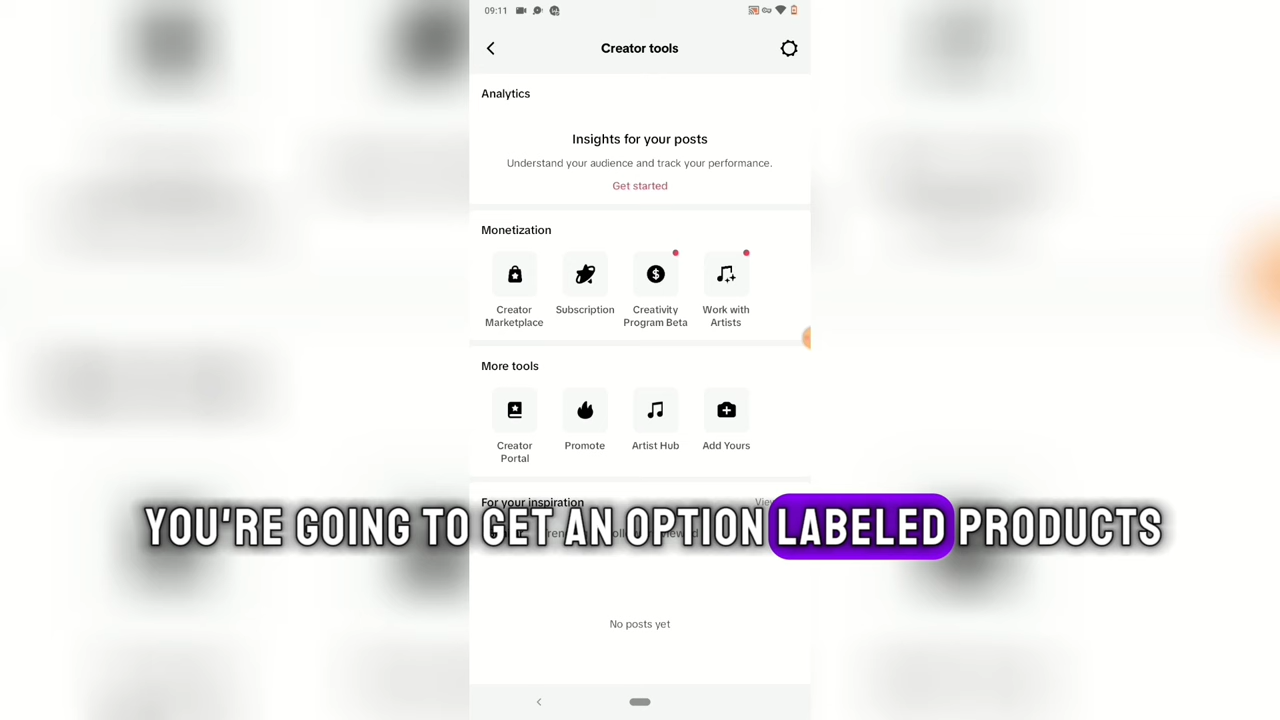 09:11
Creator tools
Analytics
Insights for your posts
Understand your audience and track your performance.
Get started
Monetization
Creator Marketplace
Subscription
Creativity Program Beta
Work with Artists
More tools
Creator Portal
Promote
Artist Hub
Add Yours
For your inspiration
YOU'RE GOING TO GET AN OPTION LABELED PRODUCTS
No posts yet